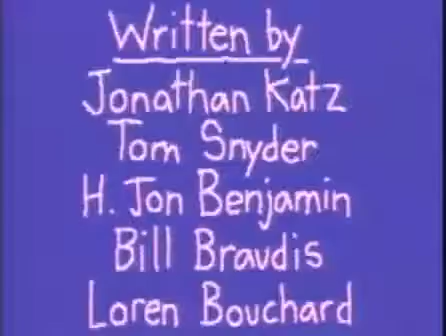 Written by
Jonathan Katz
Tom Snyder
H. Jon Benjamin
Bill Braudis
Loren Bouchard